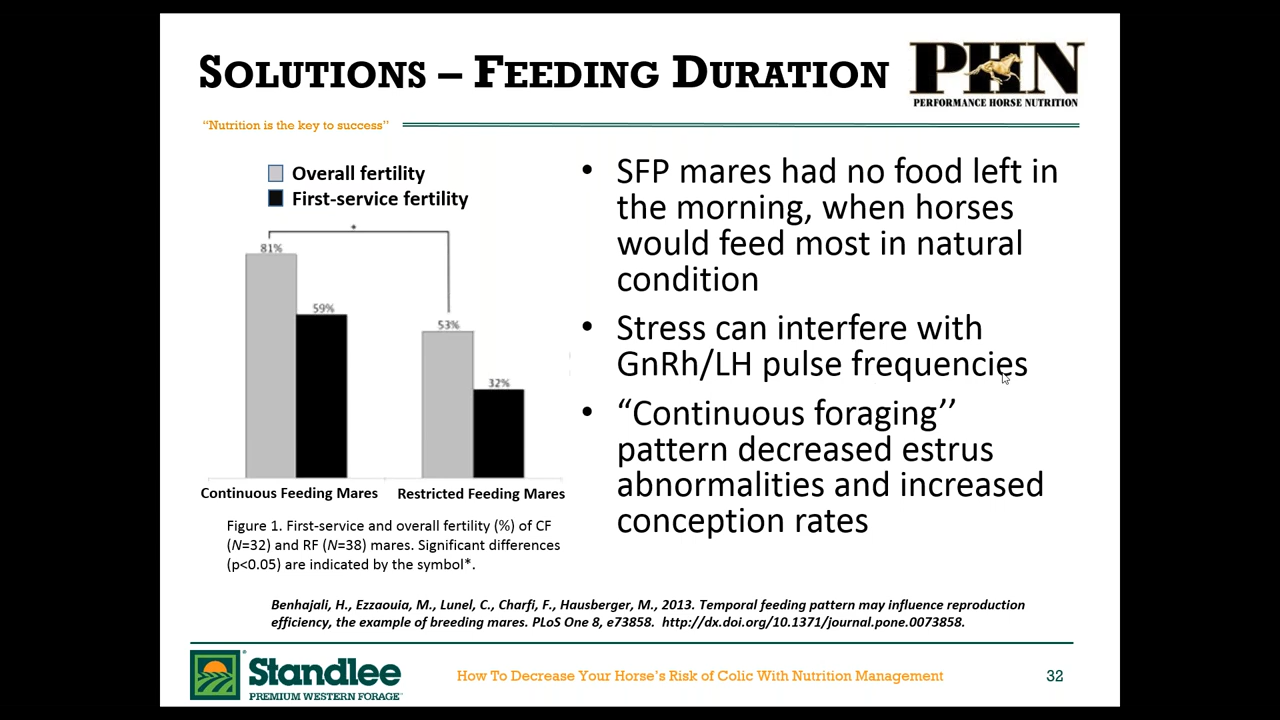 SOLUTIONS – FEEDING DURATION
PHN
PERFORMANCE HORSE NUTRITION
“Nutrition is the key to success”
Overall fertility
First-service fertility
*
81%
59%
53%
32%
Continuous Feeding Mares
Restricted Feeding Mares
Figure 1. First-service and overall fertility (%) of CF
(N=32) and RF (N=38) mares. Significant differences
(p<0.05) are indicated by the symbol*.
• SFP mares had no food left in
the morning, when horses
would feed most in natural
condition
• Stress can interfere with
GnRh/LH pulse frequencies
• “Continuous foraging’’
pattern decreased estrus
abnormalities and increased
conception rates
Benhajali, H., Ezzaouia, M., Lunel, C., Charfi, F., Hausberger, M., 2013. Temporal feeding pattern may influence reproduction
efficiency, the example of breeding mares. PLoS One 8, e73858. http://dx.doi.org/10.1371/journal.pone.0073858.
Standlee
PREMIUM WESTERN FORAGE
How To Decrease Your Horse’s Risk of Colic With Nutrition Management
32